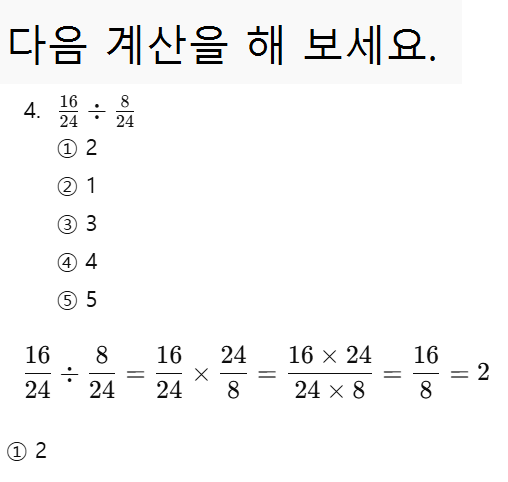 다음 계산을 해 보세요.
4. 16/24 ÷ 8/24
① 2
② 1
③ 3
④ 4
⑤ 5
16/24 ÷ 8/24 = 16/24 × 24/8 = (16 × 24)/(24 × 8) = 16/8 = 2
① 2